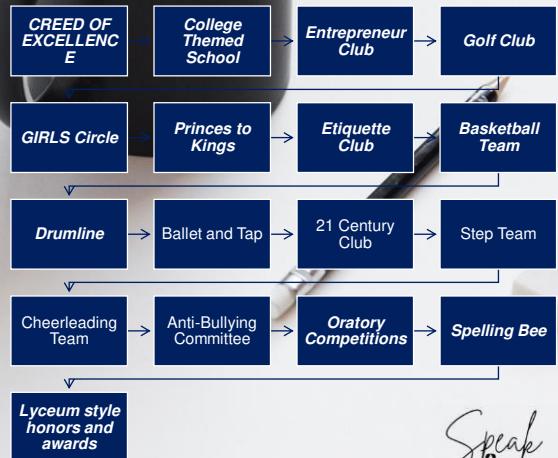 CREED OF
EXCELLENC
E
College
Themed
School
Entrepreneur
Club
Golf Club
GIRLS Circle
Princes to
Kings
Etiquette
Club
Basketball
Team
Drumline
Ballet and Tap
21 Century
Club
Step Team
Cheerleading
Team
Anti-Bullying
Committee
Oratory
Competitions
Spelling Bee
Lyceum style
honors and
awards
Speak